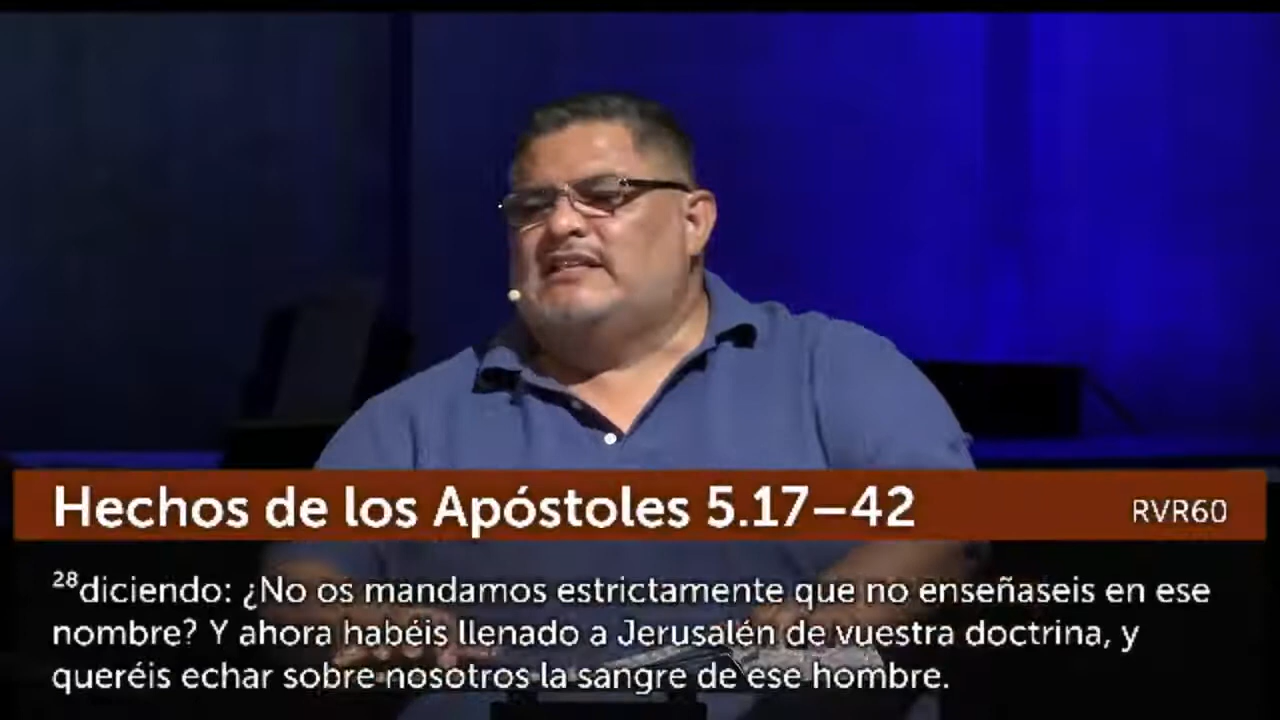 Hechos de los Apóstoles 5.17–42 RVR60
²⁸diciendo: ¿No os mandamos estrictamente que no enseñaseis en ese
nombre? Y ahora habéis llenado a Jerusalén de vuestra doctrina, y
queréis echar sobre nosotros la sangre de ese hombre.